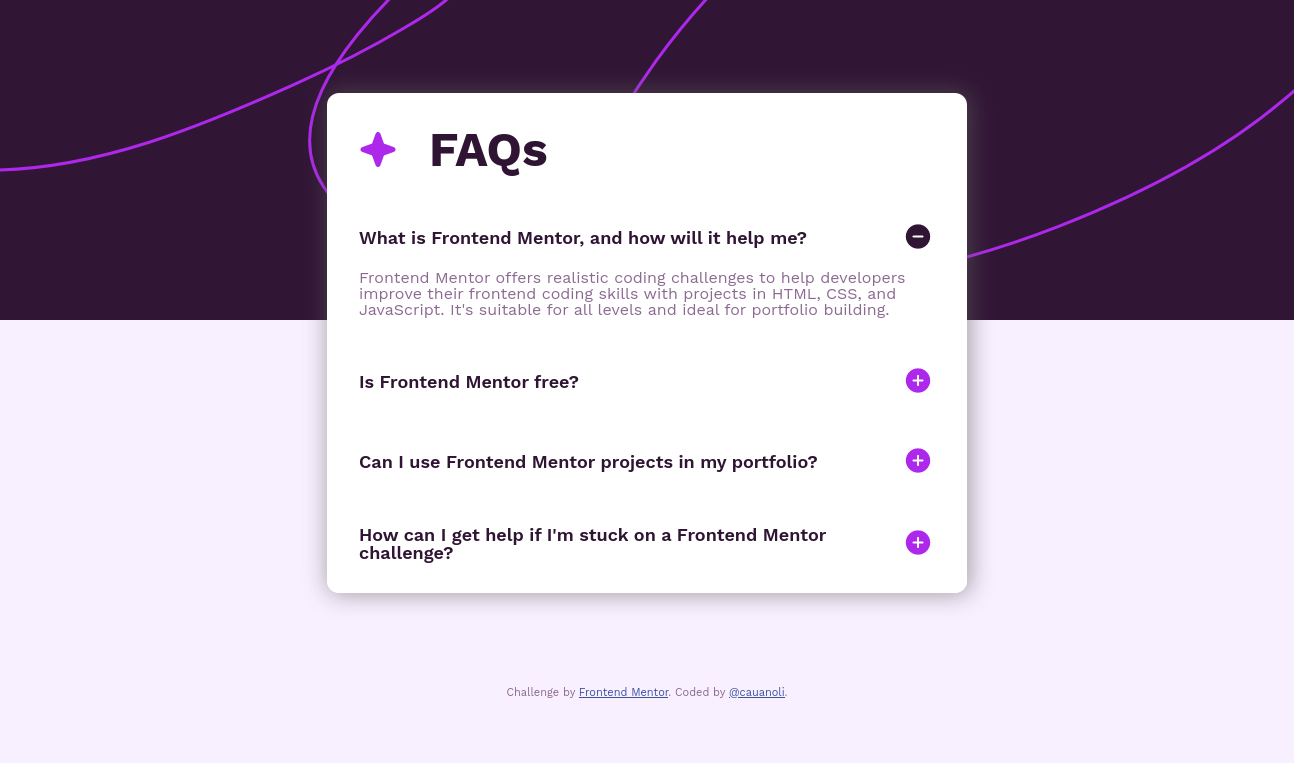 FAQs
What is Frontend Mentor, and how will it help me?
Frontend Mentor offers realistic coding challenges to help developers
improve their frontend coding skills with projects in HTML, CSS, and
JavaScript. It's suitable for all levels and ideal for portfolio building.
Is Frontend Mentor free?
Can I use Frontend Mentor projects in my portfolio?
How can I get help if I'm stuck on a Frontend Mentor
challenge?
Challenge by Frontend Mentor. Coded by @cauanoli.